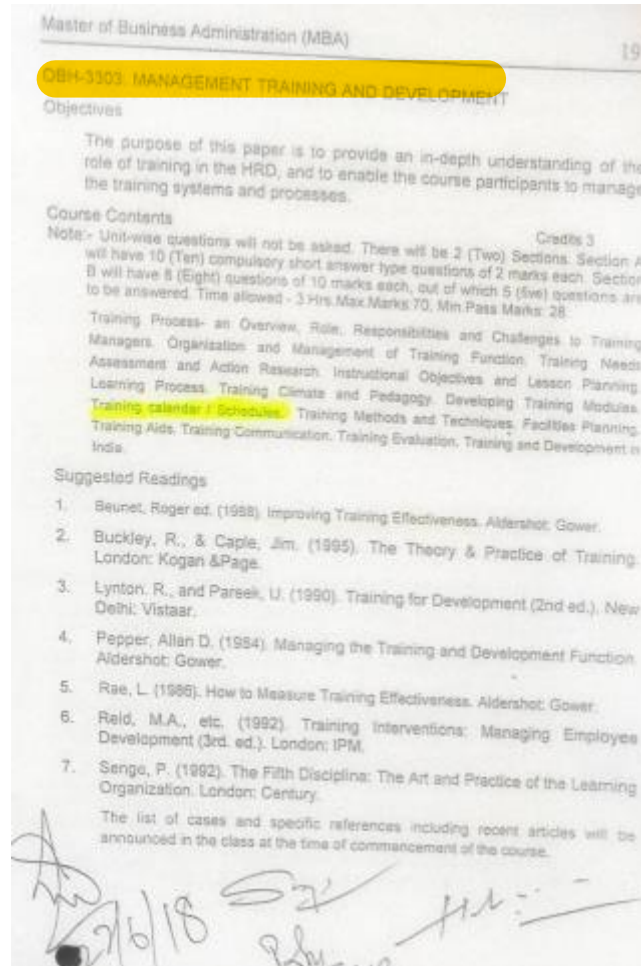 Master of Business Administration (MBA)
19
OBH-3303: MANAGEMENT TRAINING AND DEVELOPMENT
Objectives
The purpose of this paper is to provide an in-depth understanding of the
role of training in the HRD, and to enable the course participants to manage
the training systems and processes.
Course Contents
Credits 3
Note:- Unit-wise questions will not be asked. There will be 2 (Two) Sections. Section A
will have 10 (Ten) compulsory short answer type questions of 2 marks each. Section
B will have 8 (Eight) questions of 10 marks each, out of which 5 (five) questions are
to be answered. Time allowed - 3 Hrs. Max. Marks: 70, Min.Pass Marks: 28
Training Process- an Overview, Role, Responsibilities and Challenges to Training
Managers. Organization and Management of Training Function. Training Needs
Assessment and Action Research. Instructional Objectives and Lesson Planning.
Learning Process. Training Climate and Pedagogy. Developing Training Modules.
Training calendar / Schedules. Training Methods and Techniques. Facilities Planning.
Training Aids. Training Communication. Training Evaluation. Training and Development in
India.
Suggested Readings
1. Beunet, Roger ed. (1988). Improving Training Effectiveness. Aldershot: Gower.
2. Buckley, R., & Caple, Jim. (1995). The Theory & Practice of Training.
London: Kogan &Page.
3. Lynton. R., and Pareek, U. (1990). Training for Development (2nd ed.). New
Delhi: Vistaar.
4. Pepper, Allan D. (1984). Managing the Training and Development Function.
Aldershot: Gower.
5. Rae, L. (1986). How to Measure Training Effectiveness. Aldershot: Gower.
6. Reid, M.A., etc. (1992). Training Interventions: Managing Employee
Development (3rd. ed.). London: IPM.
7. Senge, P. (1992). The Fifth Discipline: The Art and Practice of the Learning
Organization. London: Century.
The list of cases and specific references including recent articles will be
announced in the class at the time of commencement of the course.
27/6/18